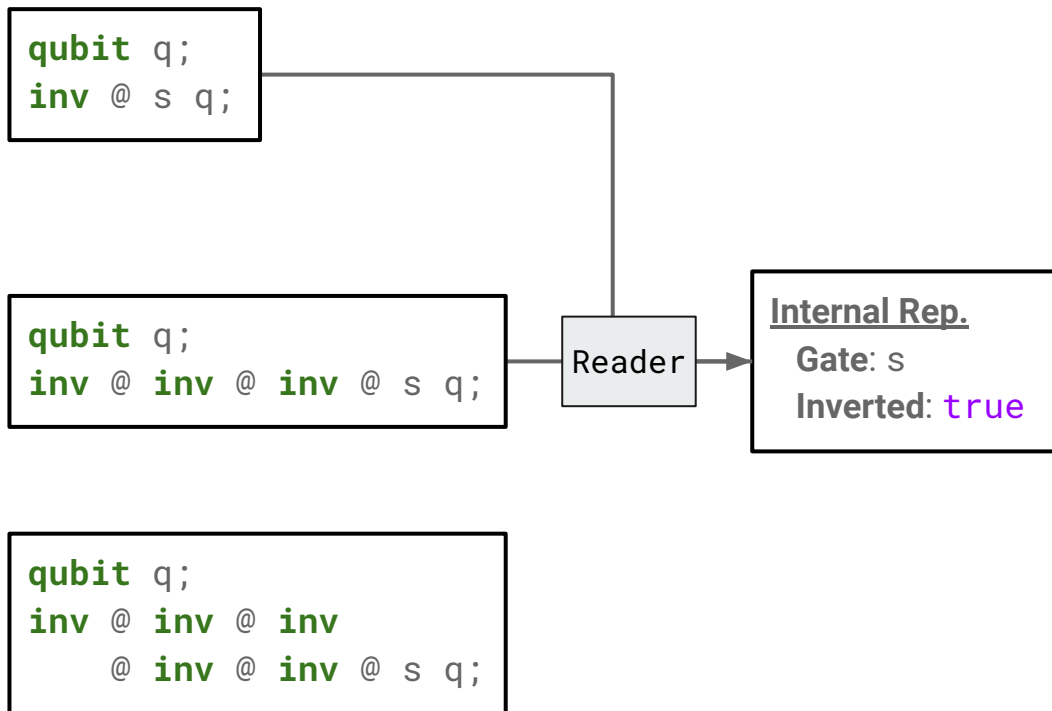 qubit q;
inv @ s q;
qubit q;
inv @ inv @ inv @ s q;
Reader
Internal Rep.
Gate: s
Inverted: true
qubit q;
inv @ inv @ inv
@ inv @ inv @ s q;